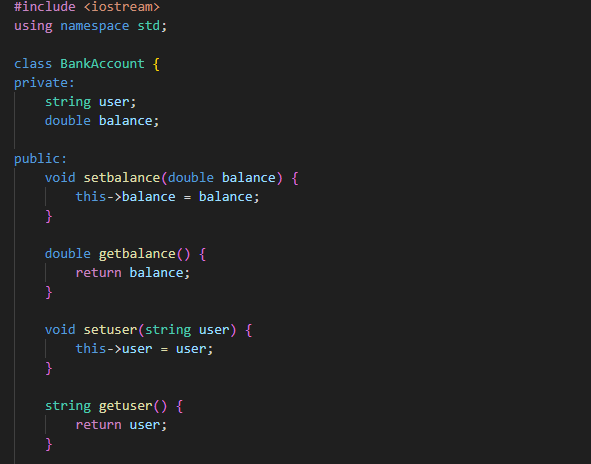 #include <iostream>
using namespace std;
class BankAccount {
private:
    string user;
    double balance;
public:
    void setbalance(double balance) {
        this->balance = balance;
    }
    double getbalance() {
        return balance;
    }
    void setuser(string user) {
        this->user = user;
    }
    string getuser() {
        return user;
    }